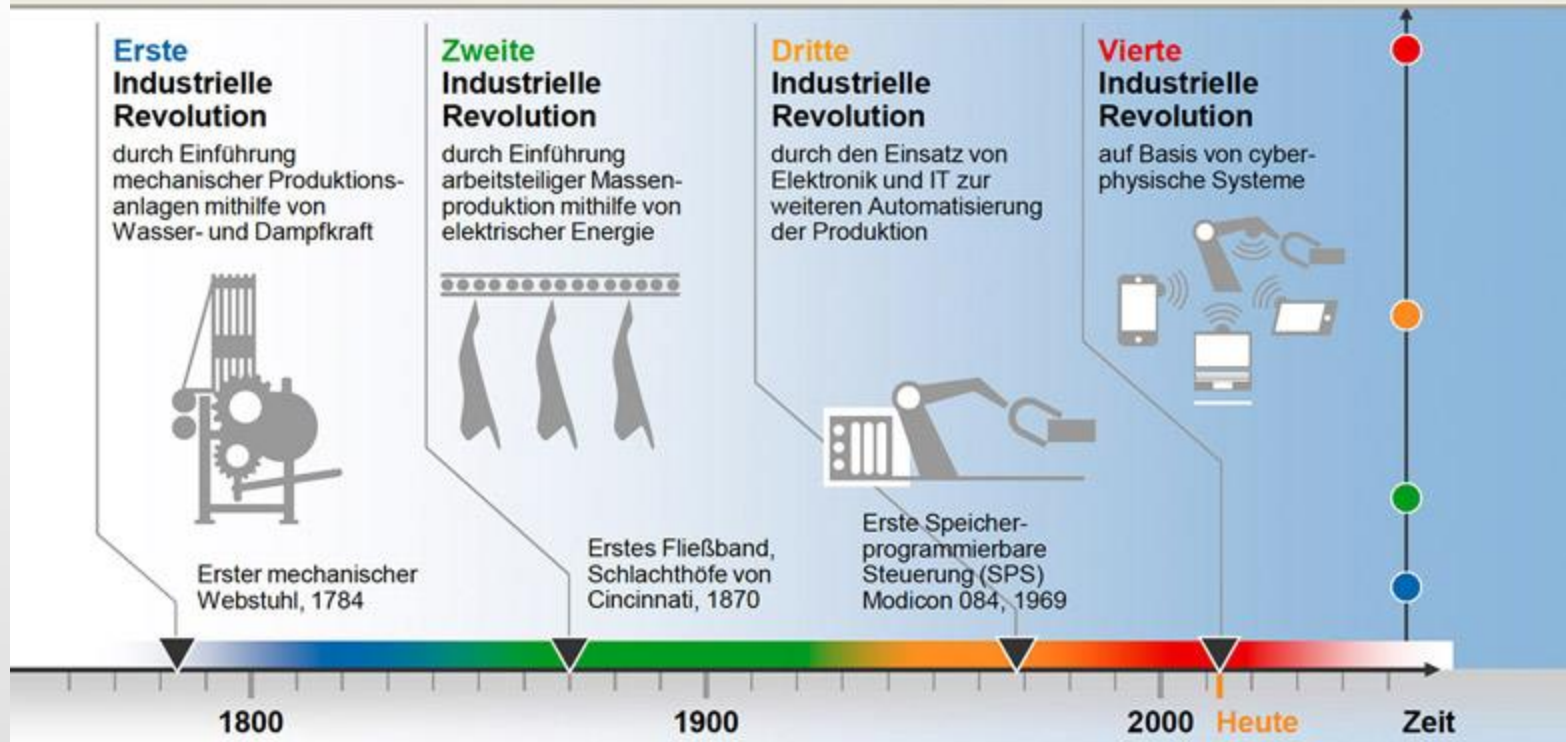 Erste
Industrielle
Revolution
durch Einführung
mechanischer Produktions-
anlagen mithilfe von
Wasser- und Dampfkraft
Erster mechanischer
Webstuhl, 1784
Zweite
Industrielle
Revolution
durch Einführung
arbeitsteiliger Massen-
produktion mithilfe von
elektrischer Energie
Erstes Fließband,
Schlachthöfe von
Cincinnati, 1870
Dritte
Industrielle
Revolution
durch den Einsatz von
Elektronik und IT zur
weiteren Automatisierung
der Produktion
Erste Speicher-
programmierbare
Steuerung (SPS)
Modicon 084, 1969
Vierte
Industrielle
Revolution
auf Basis von cyber-
physische Systeme
1800
1900
2000
Heute
Zeit